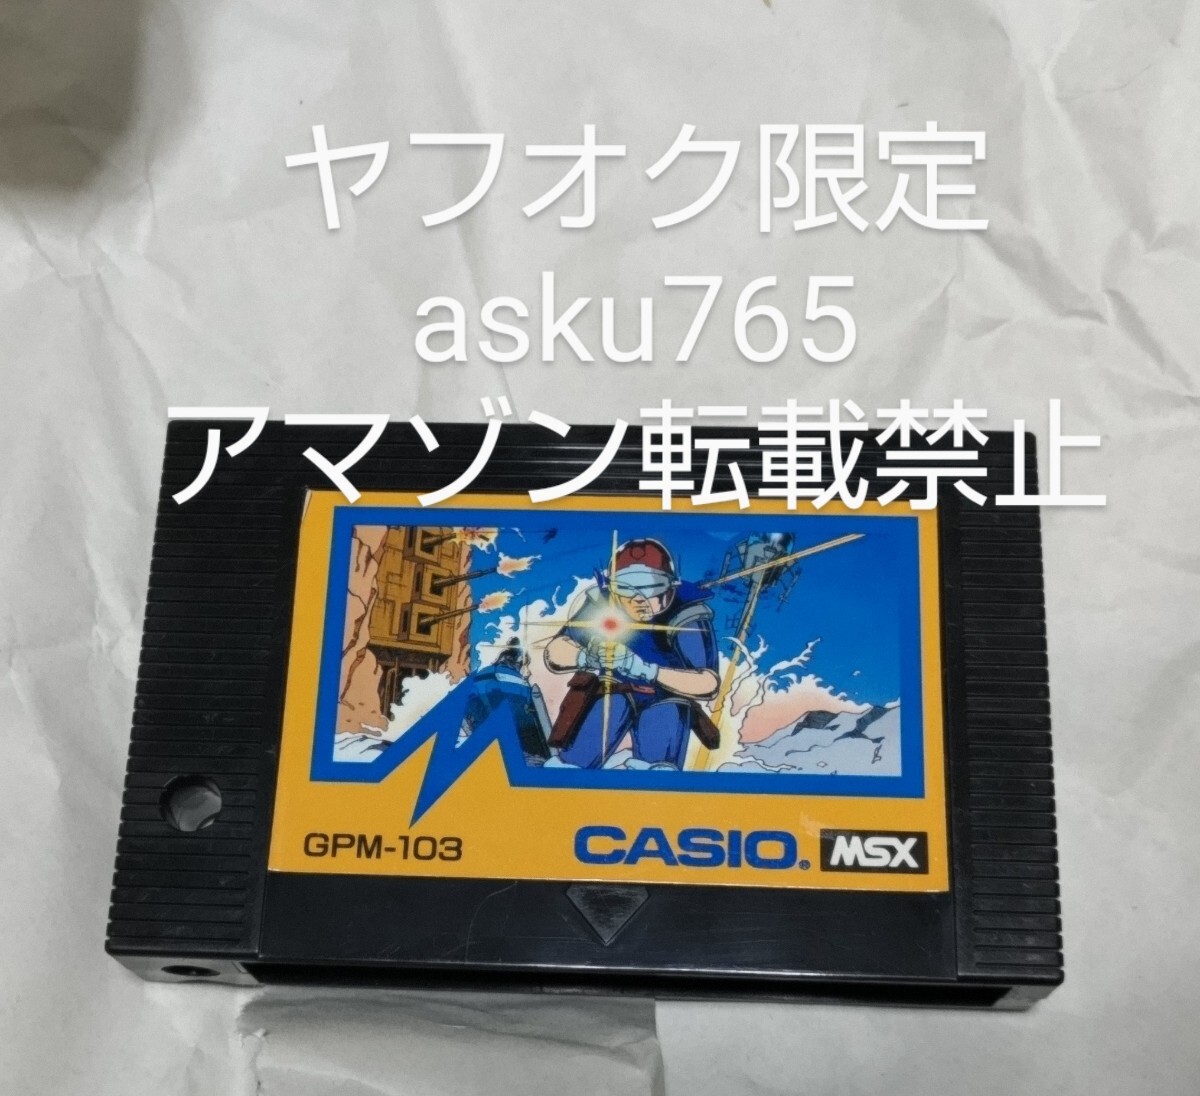 ヤフオク限定
asku765
アマゾン転載禁止
GPM-103
CASIO®
MSX